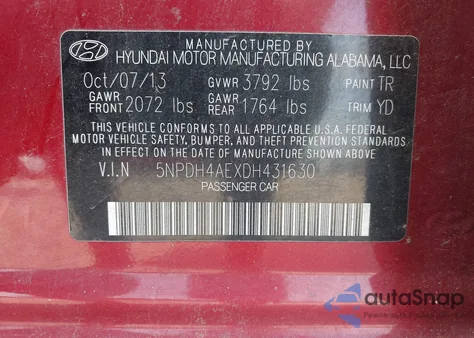 MANUFACTURED BY
HYUNDAI MOTOR MANUFACTURING ALABAMA, LLC
Oct/07/13 GVWR 3792 lbs PAINT TR
GAWR FRONT 2072 lbs GAWR REAR 1764 lbs TRIM YD
THIS VEHICLE CONFORMS TO ALL APPLICABLE U.S.A. FEDERAL
MOTOR VEHICLE SAFETY, BUMPER, AND THEFT PREVENTION STANDARDS
IN EFFECT ON THE DATE OF MANUFACTURE SHOWN ABOVE.
V.I.N 5NPDH4AEXDH431630
PASSENGER CAR
autoSnap